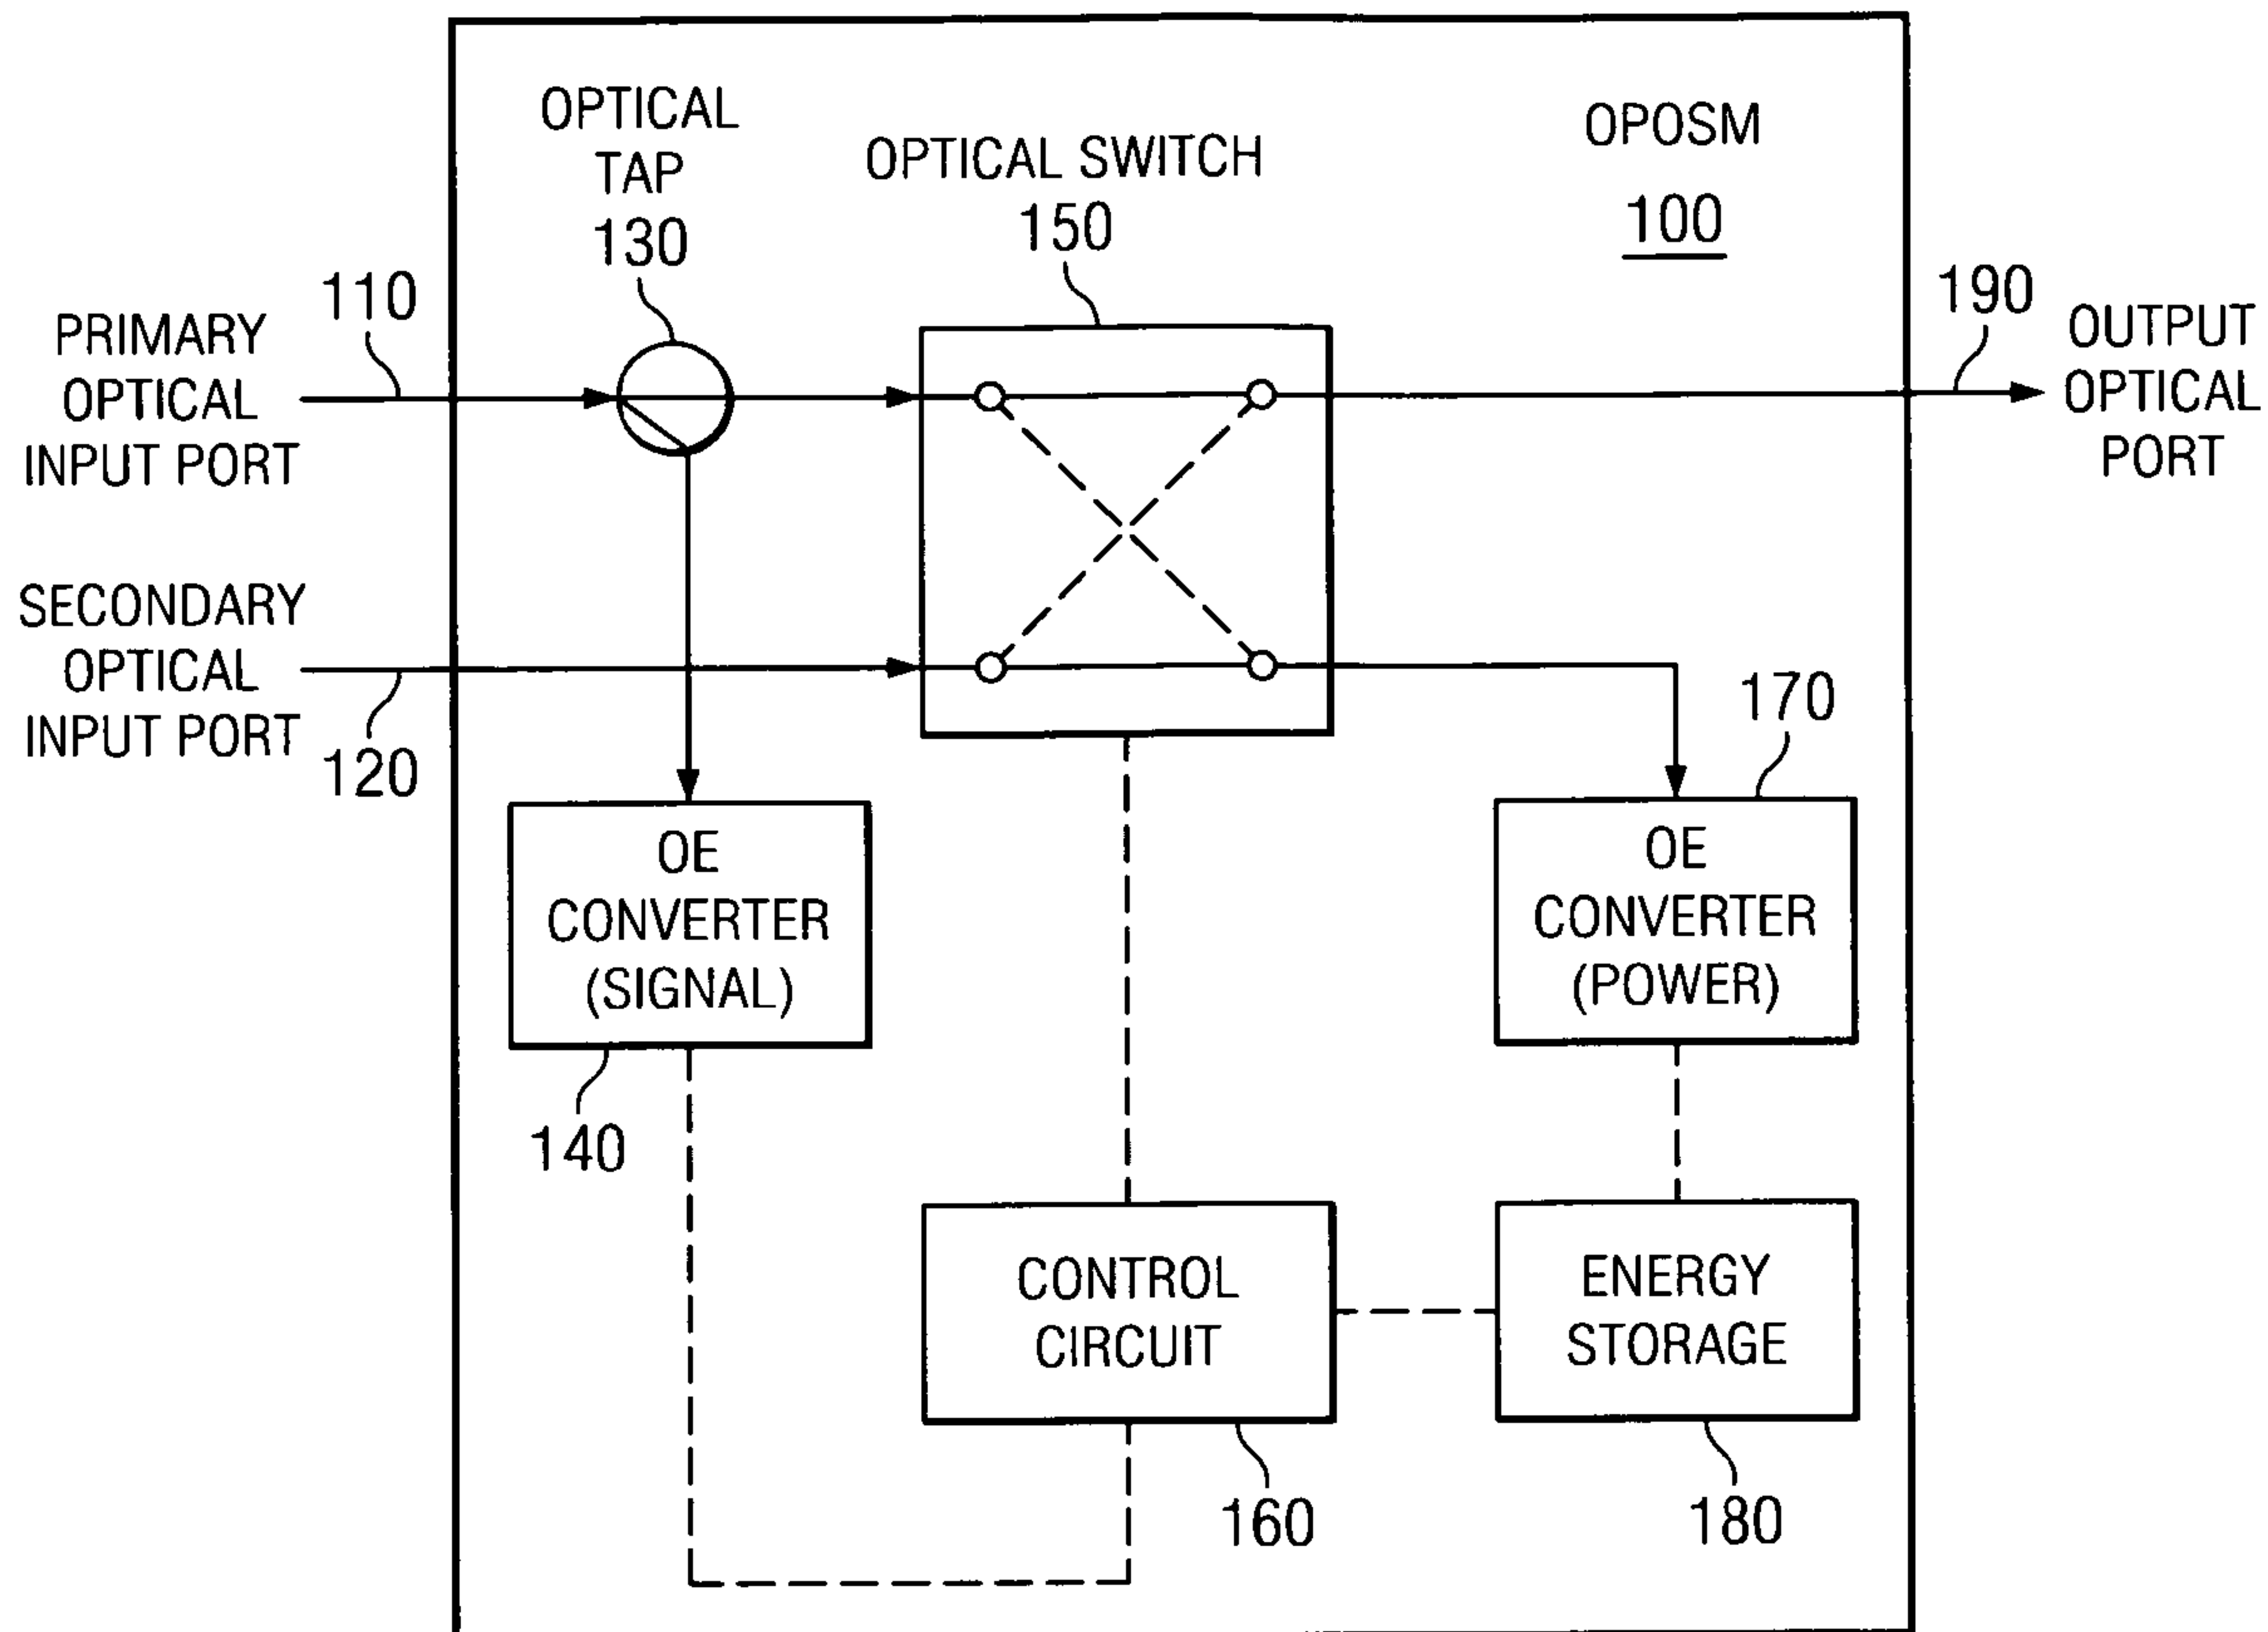 OPTICAL
TAP
130
OPTICAL SWITCH
150
OPOSM
100
110
PRIMARY
OPTICAL
INPUT PORT
190
OUTPUT
OPTICAL
PORT
SECONDARY
OPTICAL
INPUT PORT
120
170
OE
CONVERTER
(SIGNAL)
140
OE
CONVERTER
(POWER)
CONTROL
CIRCUIT
160
ENERGY
STORAGE
180